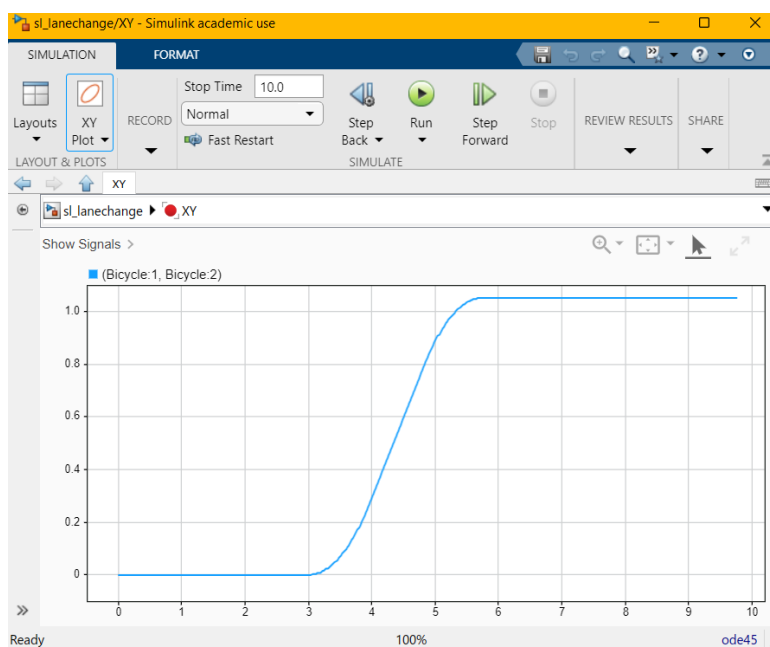 sl_lanechange/XY - Simulink academic use
SIMULATION FORMAT
Stop Time 10.0
Normal
Fast Restart
Layouts
XY
Plot
RECORD
Step
Back
Run
Step
Forward
Stop
REVIEW RESULTS
SHARE
LAYOUT & PLOTS
SIMULATE
XY
sl_lanechange XY
Show Signals
(Bicycle:1, Bicycle:2)
1.0
0.8
0.6
0.4
0.2
0
0 1 2 3 4 5 6 7 8 9 10
Ready 100% ode45